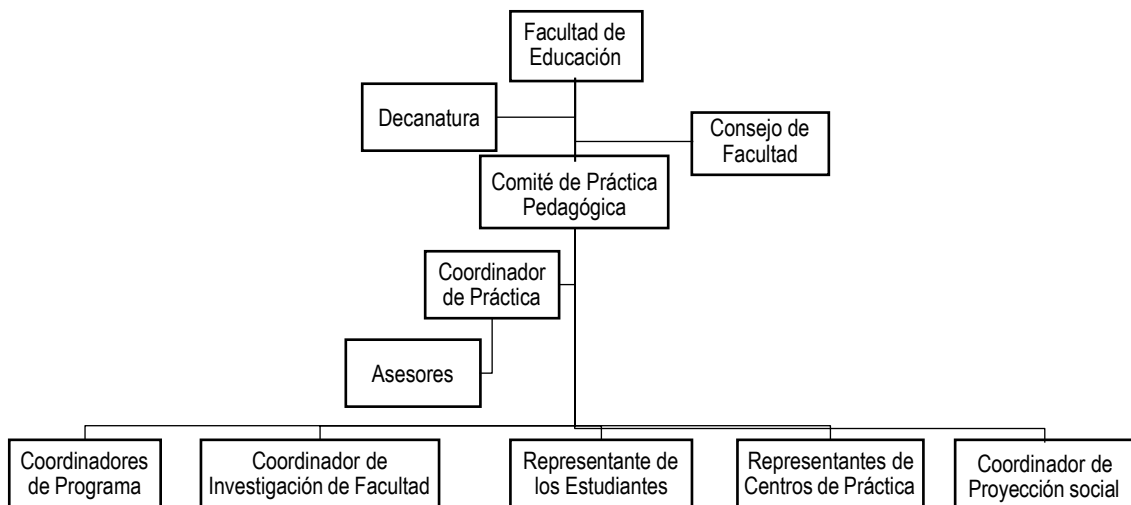 Facultad de
Educación
Decanatura
Consejo de
Facultad
Comité de Práctica
Pedagógica
Coordinador
de Práctica
Asesores
Coordinadores
de Programa
Coordinador de
Investigación de Facultad
Representante de
los Estudiantes
Representantes de
Centros de Práctica
Coordinador de
Proyección social